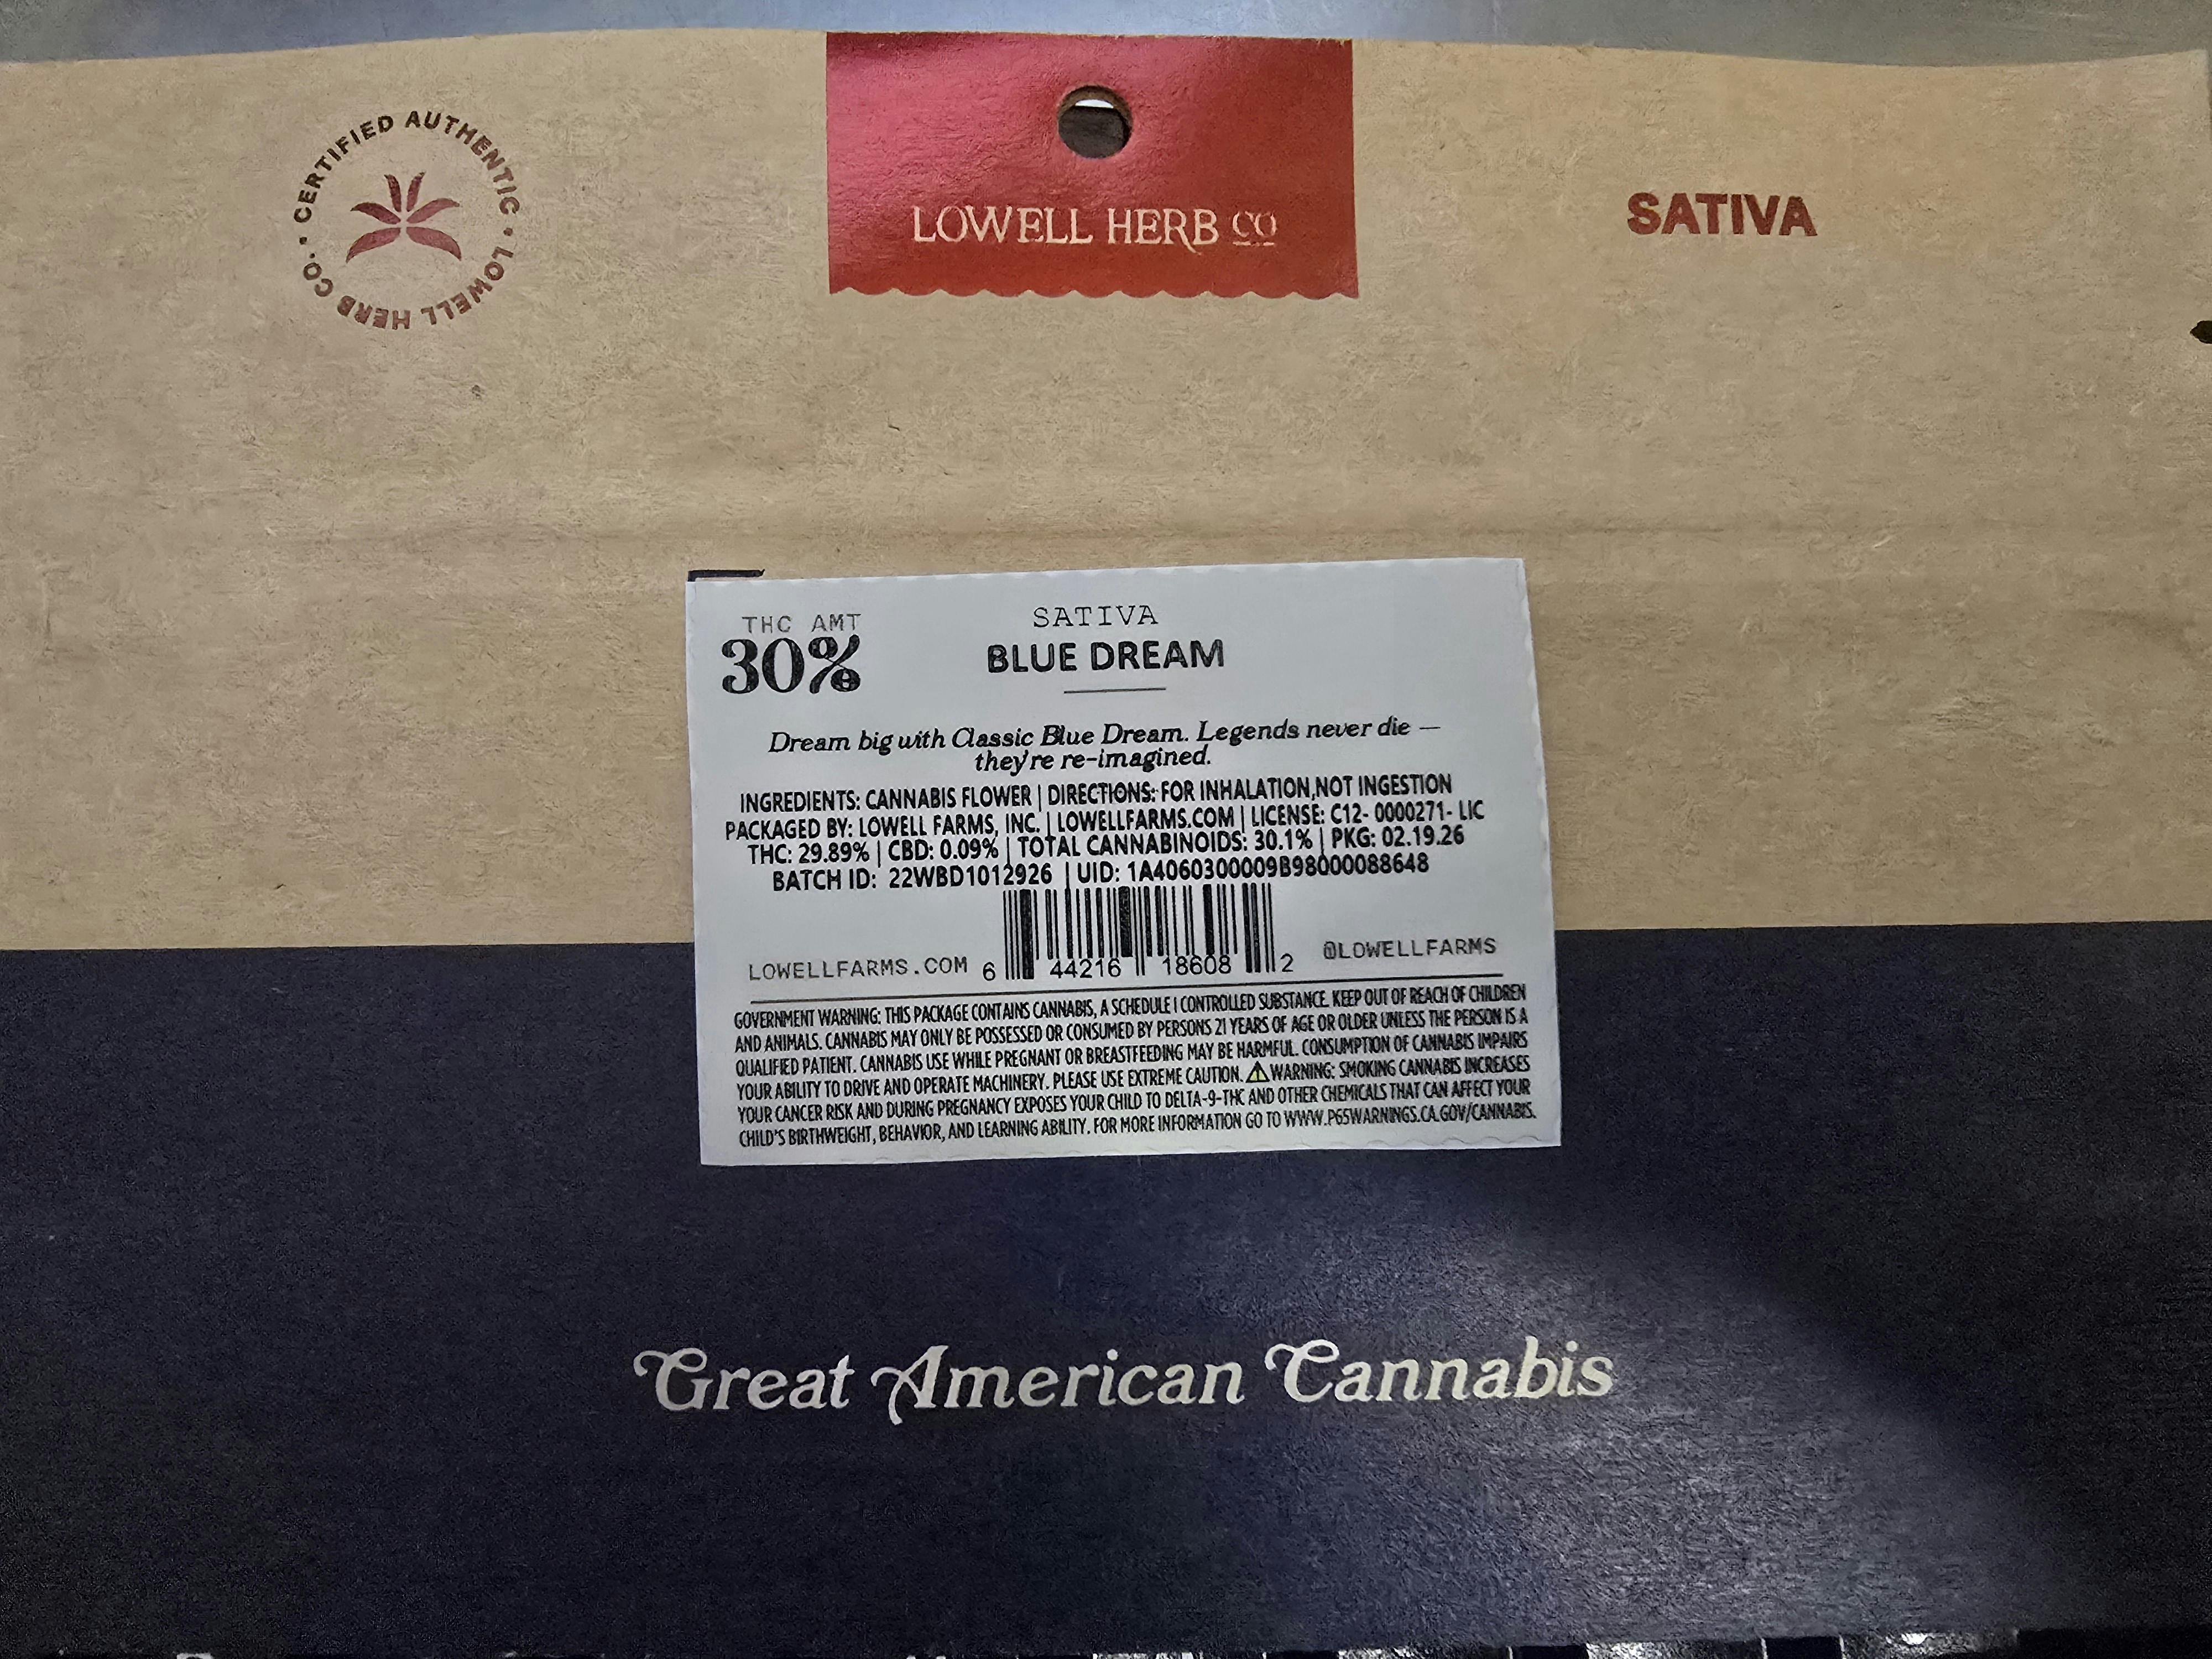 CERTIFIED AUTHENTIC • LOWELL HERB CO. •
LOWELL HERB CO
SATIVA
THC AMT
30%
SATIVA
BLUE DREAM
Dream big with Classic Blue Dream. Legends never die —
they're re-imagined.
INGREDIENTS: CANNABIS FLOWER | DIRECTIONS: FOR INHALATION,NOT INGESTION
PACKAGED BY: LOWELL FARMS, INC. | LOWELLFARMS.COM | LICENSE: C12- 0000271- LIC
THC: 29.89% | CBD: 0.09% | TOTAL CANNABINOIDS: 30.1% | PKG: 02.19.26
BATCH ID: 22WBD1012926 | UID: 1A4060300009B98000088648
LOWELLFARMS.COM
6 44216 18608 2
@LOWELLFARMS
GOVERNMENT WARNING: THIS PACKAGE CONTAINS CANNABIS, A SCHEDULE I CONTROLLED SUBSTANCE. KEEP OUT OF REACH OF CHILDREN
AND ANIMALS. CANNABIS MAY ONLY BE POSSESSED OR CONSUMED BY PERSONS 21 YEARS OF AGE OR OLDER UNLESS THE PERSON IS A
QUALIFIED PATIENT. CANNABIS USE WHILE PREGNANT OR BREASTFEEDING MAY BE HARMFUL. CONSUMPTION OF CANNABIS IMPAIRS
YOUR ABILITY TO DRIVE AND OPERATE MACHINERY. PLEASE USE EXTREME CAUTION. ⚠WARNING: SMOKING CANNABIS INCREASES
YOUR CANCER RISK AND DURING PREGNANCY EXPOSES YOUR CHILD TO DELTA-9-THC AND OTHER CHEMICALS THAT CAN AFFECT YOUR
CHILD'S BIRTHWEIGHT, BEHAVIOR, AND LEARNING ABILITY. FOR MORE INFORMATION GO TO WWW.P65WARNINGS.CA.GOV/CANNABIS.
Great American Cannabis